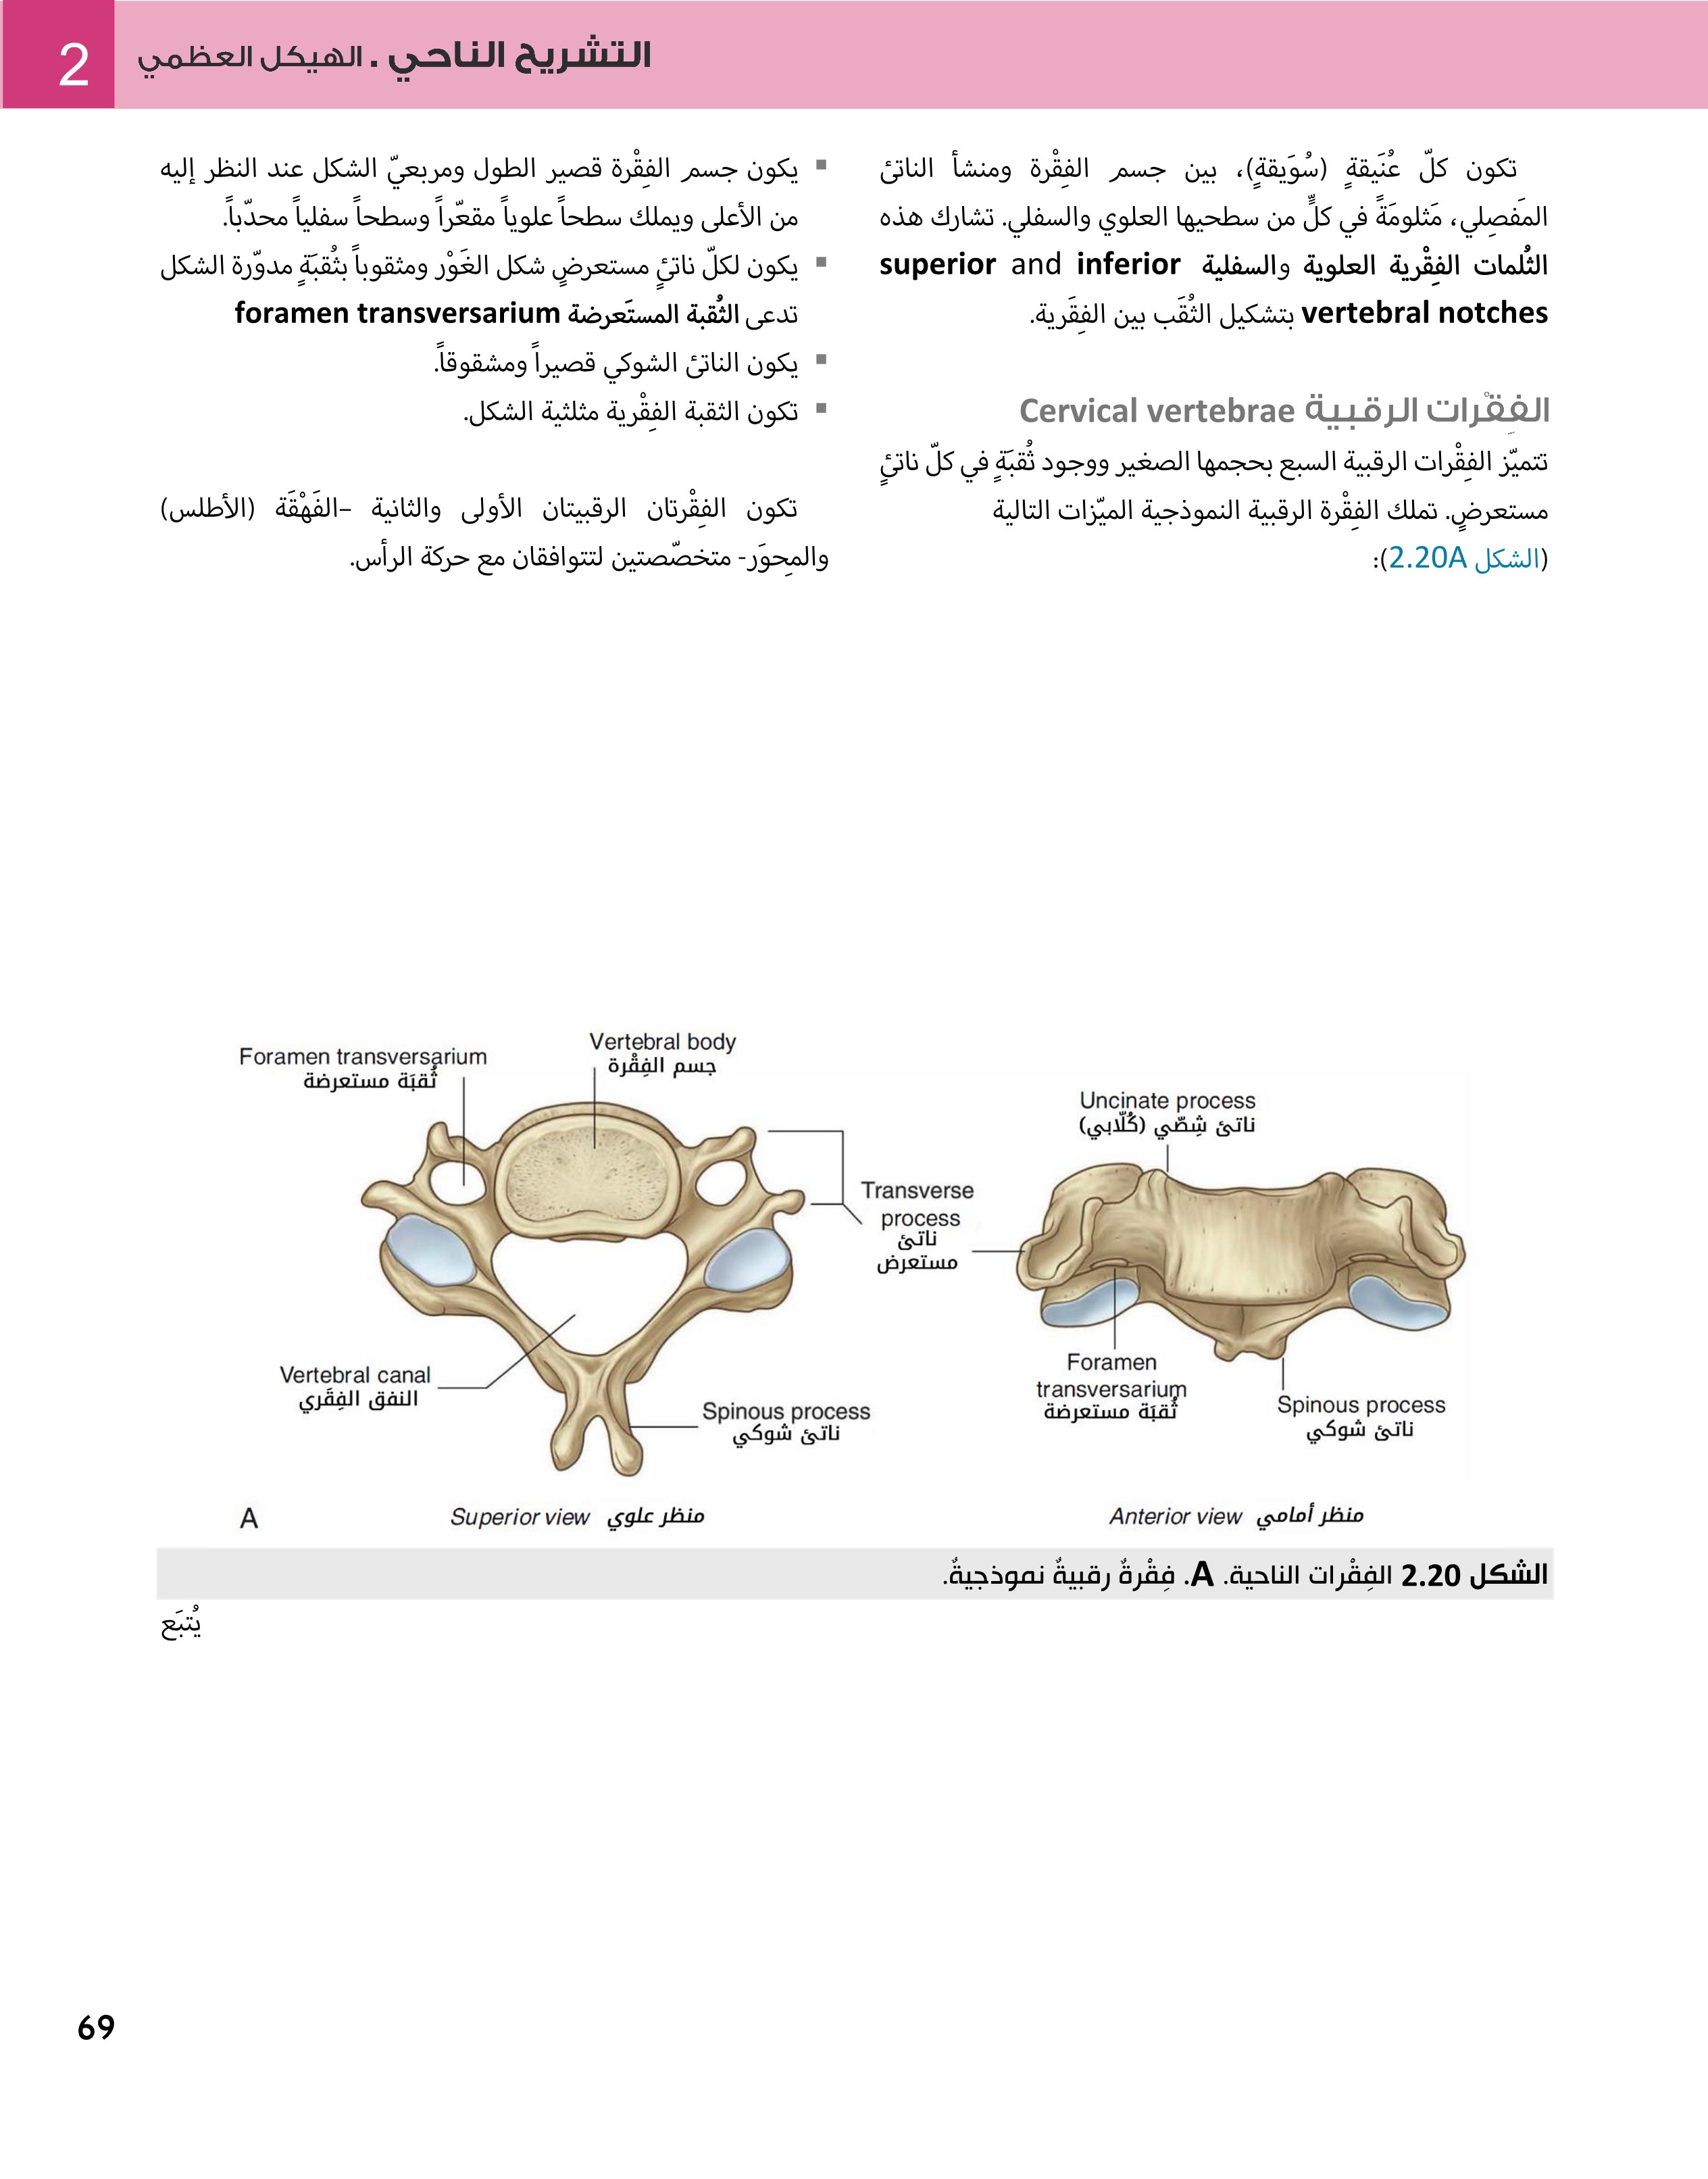 2
التشريح الناحي . الهيكل العظمي
تكون كلّ عُنَيقةٍ (سُوَيقةٍ)، بين جسم الفِقْرة ومنشأ الناتئ
المَفصِلي، مَثلومَةً في كلٍّ من سطحيها العلوي والسفلي. تشارك هذه
الثُلمات الفِقْرية العلوية والسفلية superior and inferior
vertebral notches بتشكيل الثُقَب بين الفِقَرية.
الفِقْرات الرقبية Cervical vertebrae
تتميّز الفِقْرات الرقبية السبع بحجمها الصغير ووجود ثُقبَةٍ في كلّ ناتئٍ
مستعرضٍ. تملك الفِقْرة الرقبية النموذجية الميّزات التالية
(الشكل 2.20A):
▪ يكون جسم الفِقْرة قصير الطول ومربعيّ الشكل عند النظر إليه
من الأعلى ويملك سطحاً علوياً مقعّراً وسطحاً سفلياً محدّباً.
▪ يكون لكلّ ناتئٍ مستعرضٍ شكل الغَوْر ومثقوباً بثُقبَةٍ مدوّرة الشكل
تدعى الثُقبة المستَعرضة foramen transversarium
▪ يكون الناتئ الشوكي قصيراً ومشقوقاً.
▪ تكون الثقبة الفِقْرية مثلثية الشكل.
تكون الفِقْرتان الرقبيتان الأولى والثانية –الفَهْقَة (الأطلس)
والمِحوَر- متخصّصتين لتتوافقان مع حركة الرأس.
Foramen transversarium
ثُقبَة مستعرضة
Vertebral body
جسم الفِقْرة
Uncinate process
ناتئ شِصّي (كُلّابي)
Transverse
process
ناتئ
مستعرض
Vertebral canal
النفق الفِقَري
Spinous process
ناتئ شوكي
Foramen
transversarium
ثُقبَة مستعرضة
Spinous process
ناتئ شوكي
A
Superior view منظر علوي
Anterior view منظر أمامي
الشكل 2.20 الفِقْرات الناحية. A. فِقْرةٌ رقبيةٌ نموذجيةٌ.
يُتبَع
69